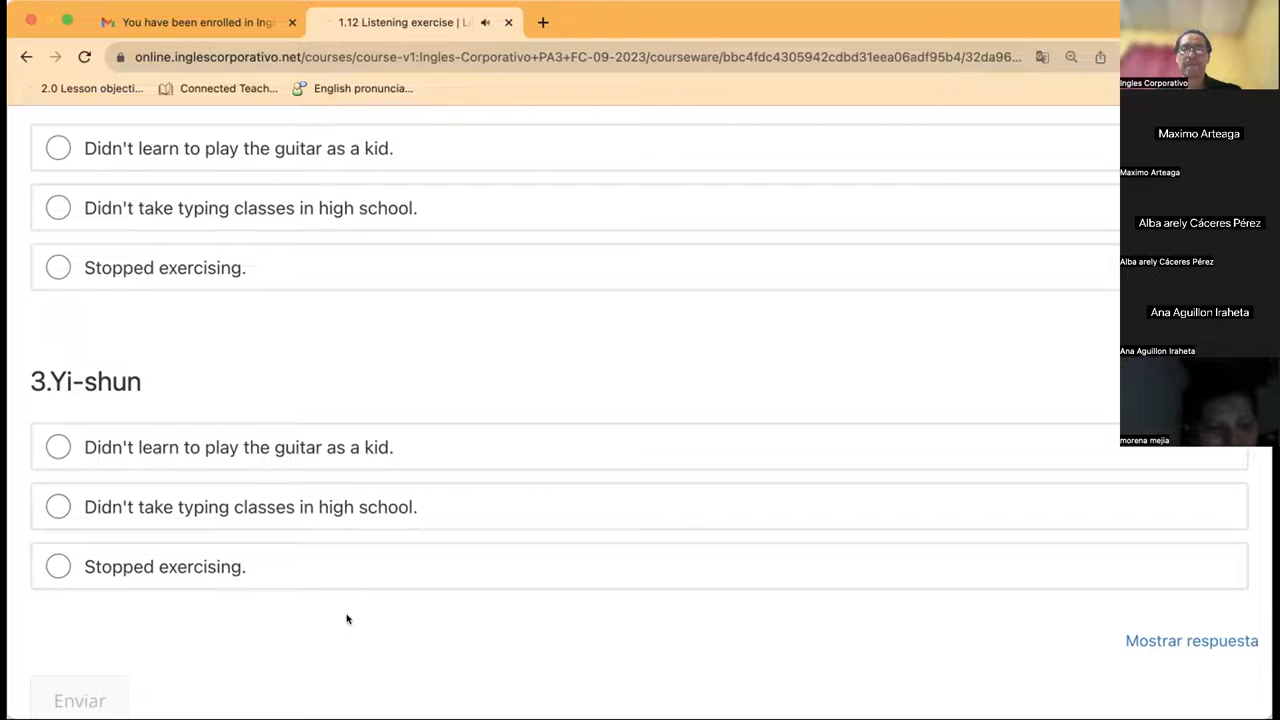 You have been enrolled in Ingl
1.12 Listening exercise | Li
online.inglescorporativo.net/courses/course-v1:Ingles-Corporativo+PA3+FC-09-2023/courseware/bbc4fdc4305942cdbd31eea06adf95b4/32da96...
2.0 Lesson objecti...
Connected Teach...
English pronuncia...
Ingles Corporativo
Maximo Arteaga
Maximo Arteaga
Alba arely Cáceres Pérez
Alba arely Cáceres Pérez
Ana Aguillon Iraheta
Ana Aguillon Iraheta
morena mejia
Didn't learn to play the guitar as a kid.
Didn't take typing classes in high school.
Stopped exercising.
3.Yi-shun
Didn't learn to play the guitar as a kid.
Didn't take typing classes in high school.
Stopped exercising.
Mostrar respuesta
Enviar